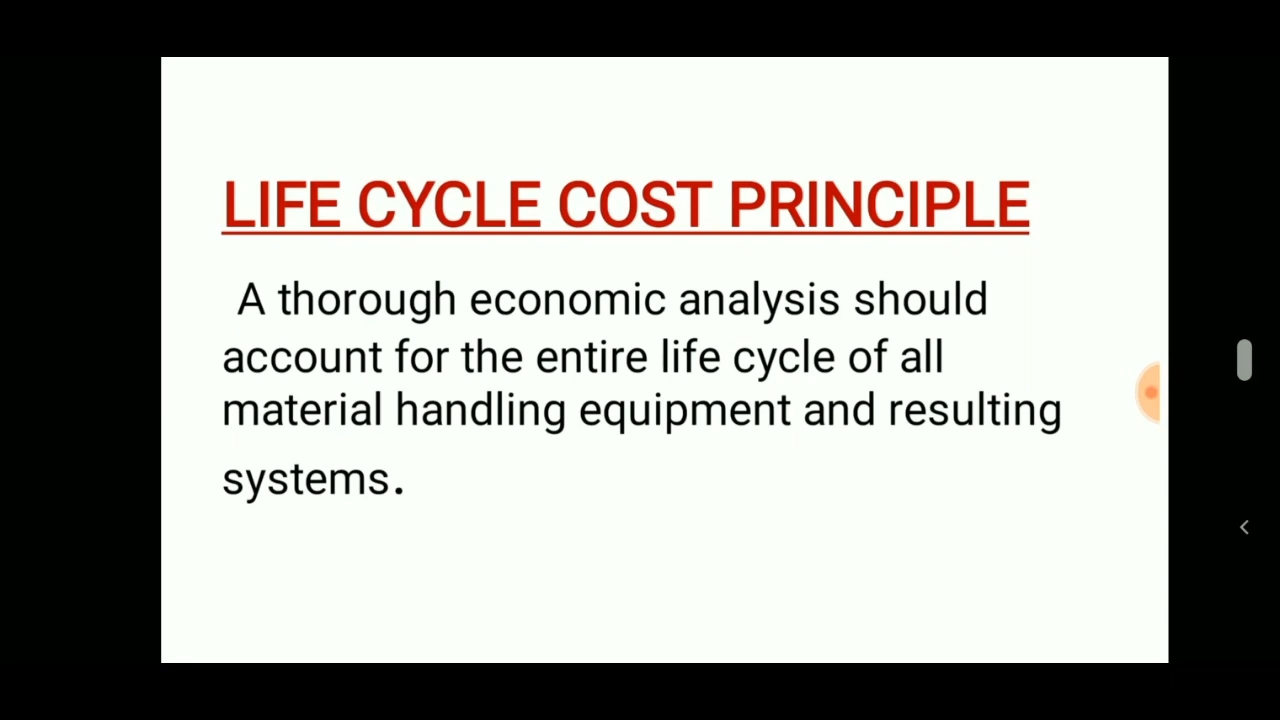 LIFE CYCLE COST PRINCIPLE
A thorough economic analysis should
account for the entire life cycle of all
material handling equipment and resulting
systems.